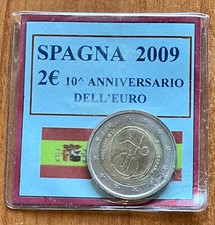 SPAGNA 2009
2€ 10^ ANNIVERSARIO
DELL'EURO